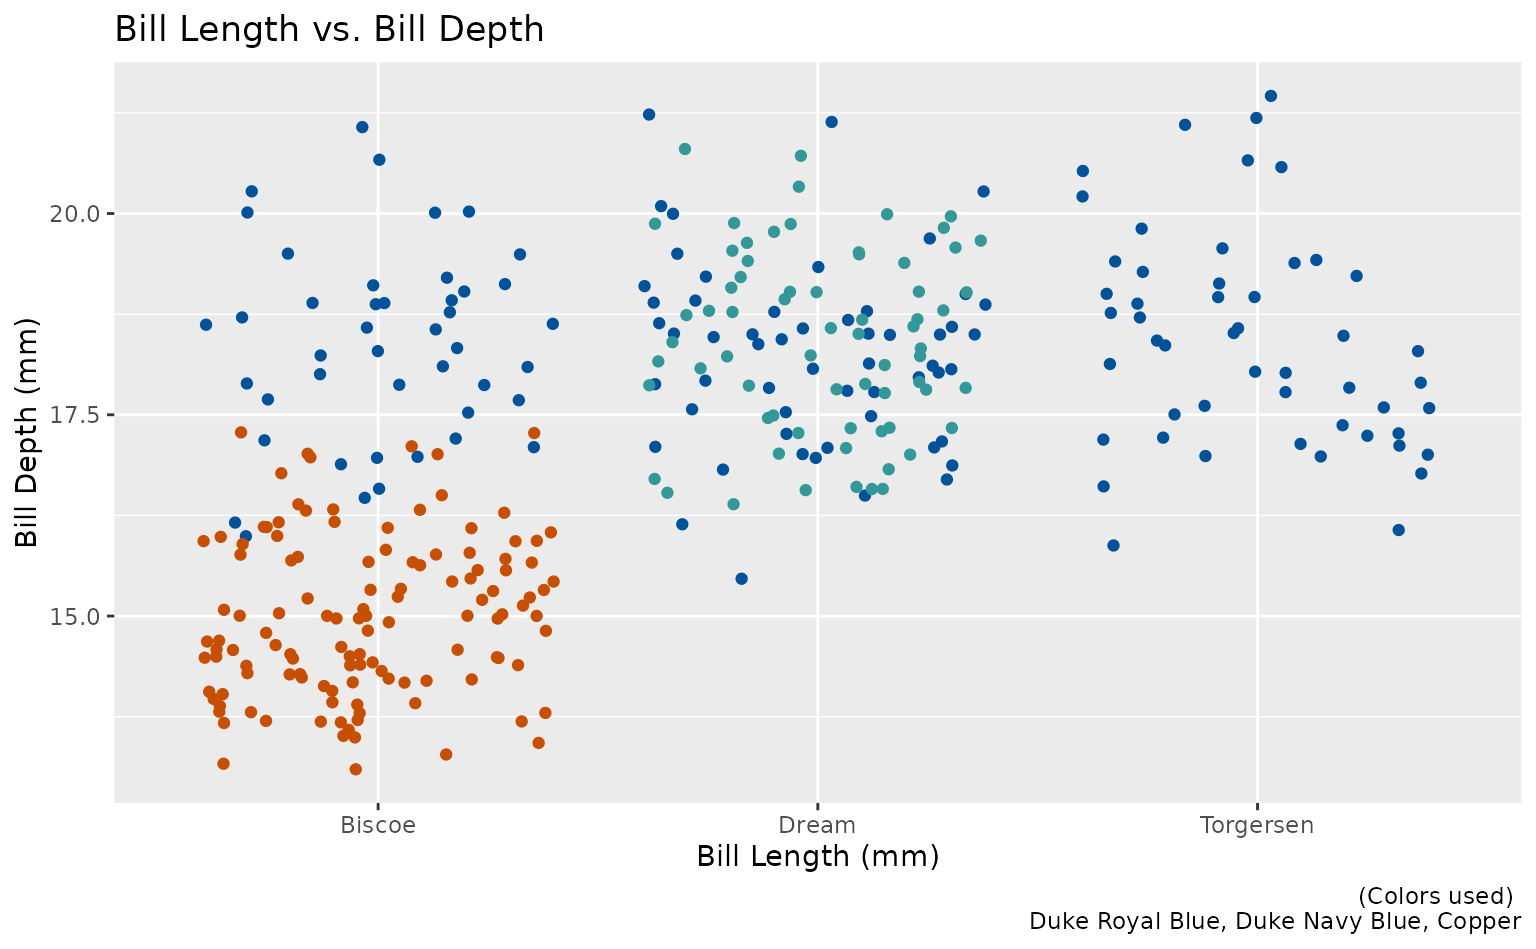 Bill Length vs. Bill Depth
Bill Depth (mm)
20.0
17.5
15.0
Biscoe
Dream
Torgersen
Bill Length (mm)
(Colors used)
Duke Royal Blue, Duke Navy Blue, Copper